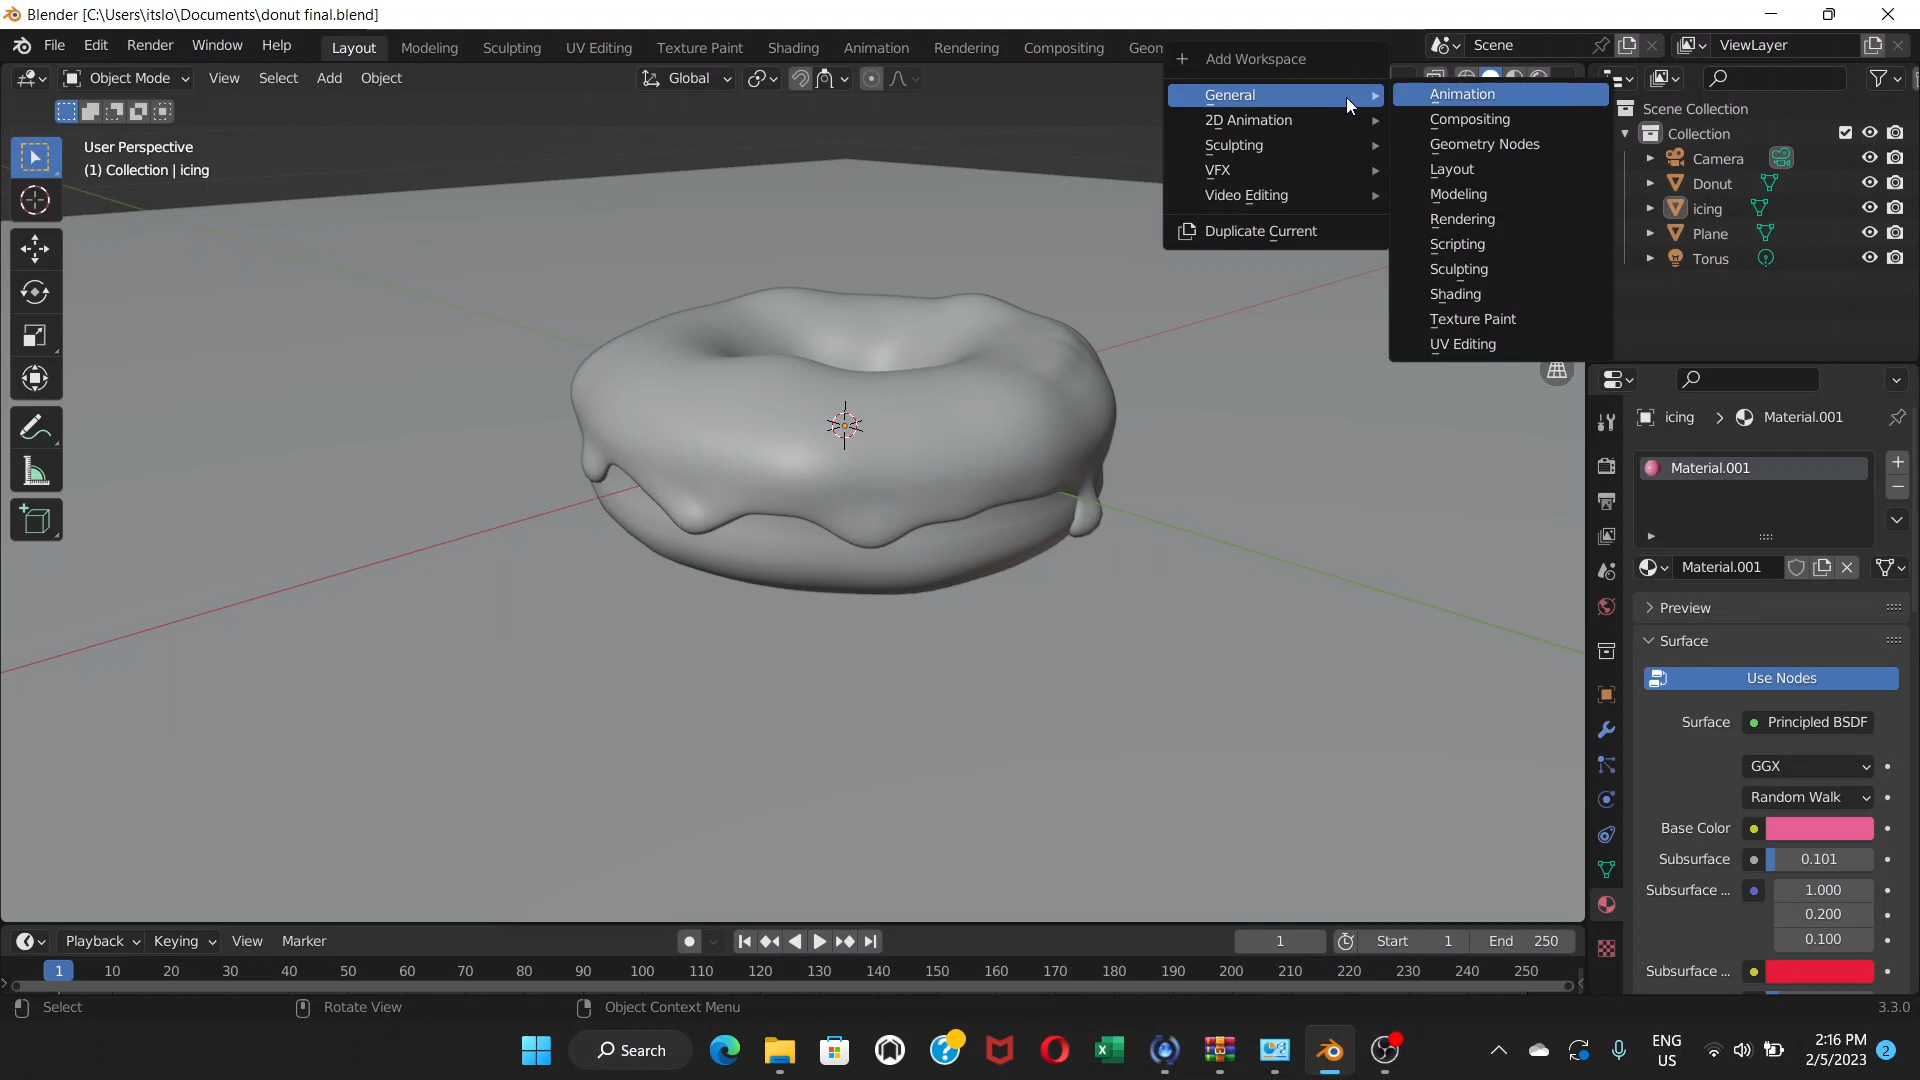 Blender [C:\Users\itslo\Documents\donut final.blend]
File Edit Render Window Help
Layout Modeling Sculpting UV Editing Texture Paint Shading Animation Rendering Compositing Geom
Scene
ViewLayer
Object Mode View Select Add Object
Global
User Perspective
(1) Collection | icing
Add Workspace
General
2D Animation
Sculpting
VFX
Video Editing
Duplicate Current
Animation
Compositing
Geometry Nodes
Layout
Modeling
Rendering
Scripting
Sculpting
Shading
Texture Paint
UV Editing
Scene Collection
Collection
Camera
Donut
icing
Plane
Torus
icing > Material.001
Material.001
Material.001
Preview
Surface
Use Nodes
Surface Principled BSDF
GGX
Random Walk
Base Color
Subsurface 0.101
Subsurface ... 1.000
0.200
0.100
Subsurface ...
Playback Keying View Marker
1 Start 1 End 250
1 10 20 30 40 50 60 70 80 90 100 110 120 130 140 150 160 170 180 190 200 210 220 230 240 250
Select Rotate View Object Context Menu 3.3.0
Search
ENG
US
2:16 PM
2/5/2023
2